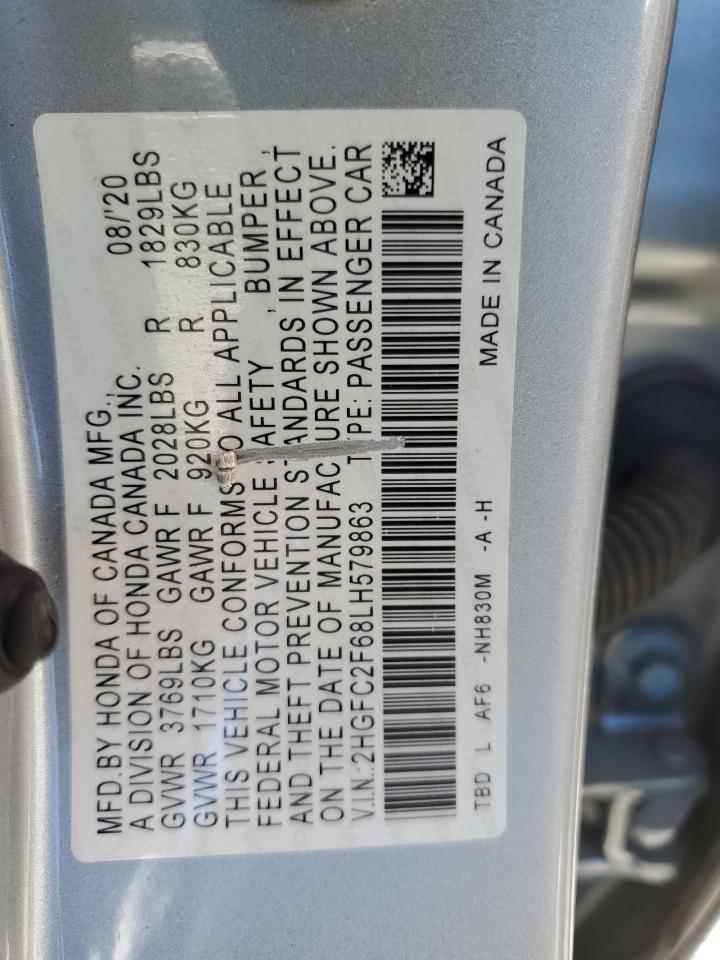 MFD.BY HONDA OF CANADA MFG., 08/'20
A DIVISION OF HONDA CANADA INC.
GVWR 3769LBS GAWR F 2028LBS R 1829LBS
GVWR 1710KG GAWR F 920KG R 830KG
THIS VEHICLE CONFORMS TO ALL APPLICABLE
FEDERAL MOTOR VEHICLE SAFETY , BUMPER ,
AND THEFT PREVENTION STANDARDS IN EFFECT
ON THE DATE OF MANUFACTURE SHOWN ABOVE.
V.I.N.:2HGFC2F68LH579863 TYPE: PASSENGER CAR
TBD L AF6 -NH830M -A -H MADE IN CANADA